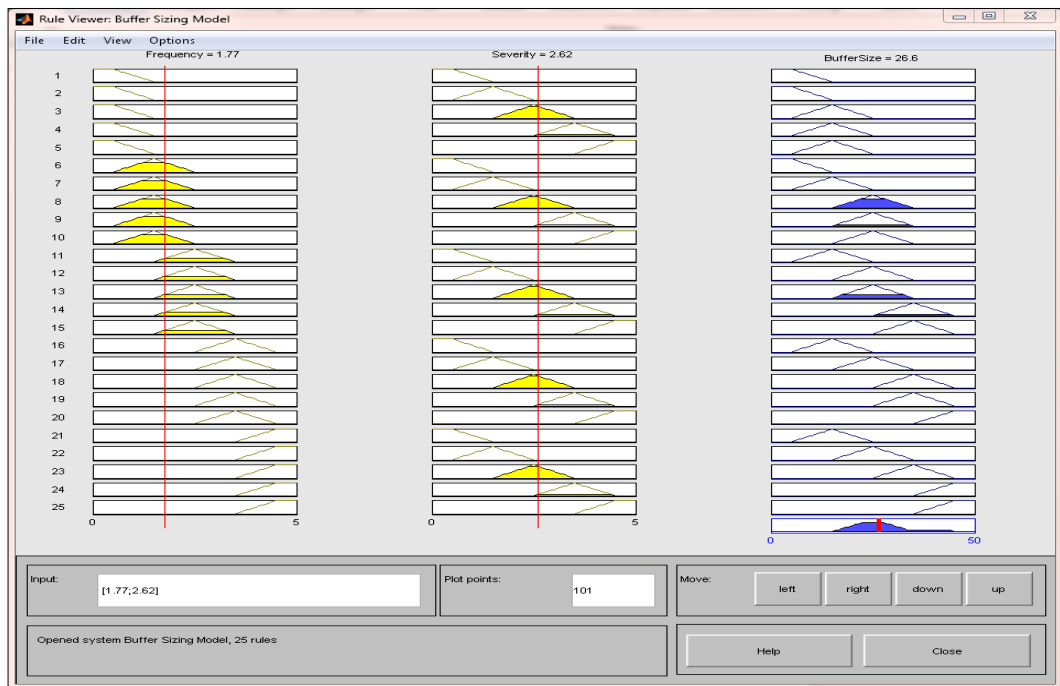 Rule Viewer: Buffer Sizing Model
File Edit View Options
Frequency = 1.77
Severity = 2.62
BufferSize = 26.6
1
2
3
4
5
6
7
8
9
10
11
12
13
14
15
16
17
18
19
20
21
22
23
24
25
0 5
0 5
0 50
Input: [1.77;2.62]
Plot points: 101
Move: left right down up
Opened system Buffer Sizing Model, 25 rules
Help Close